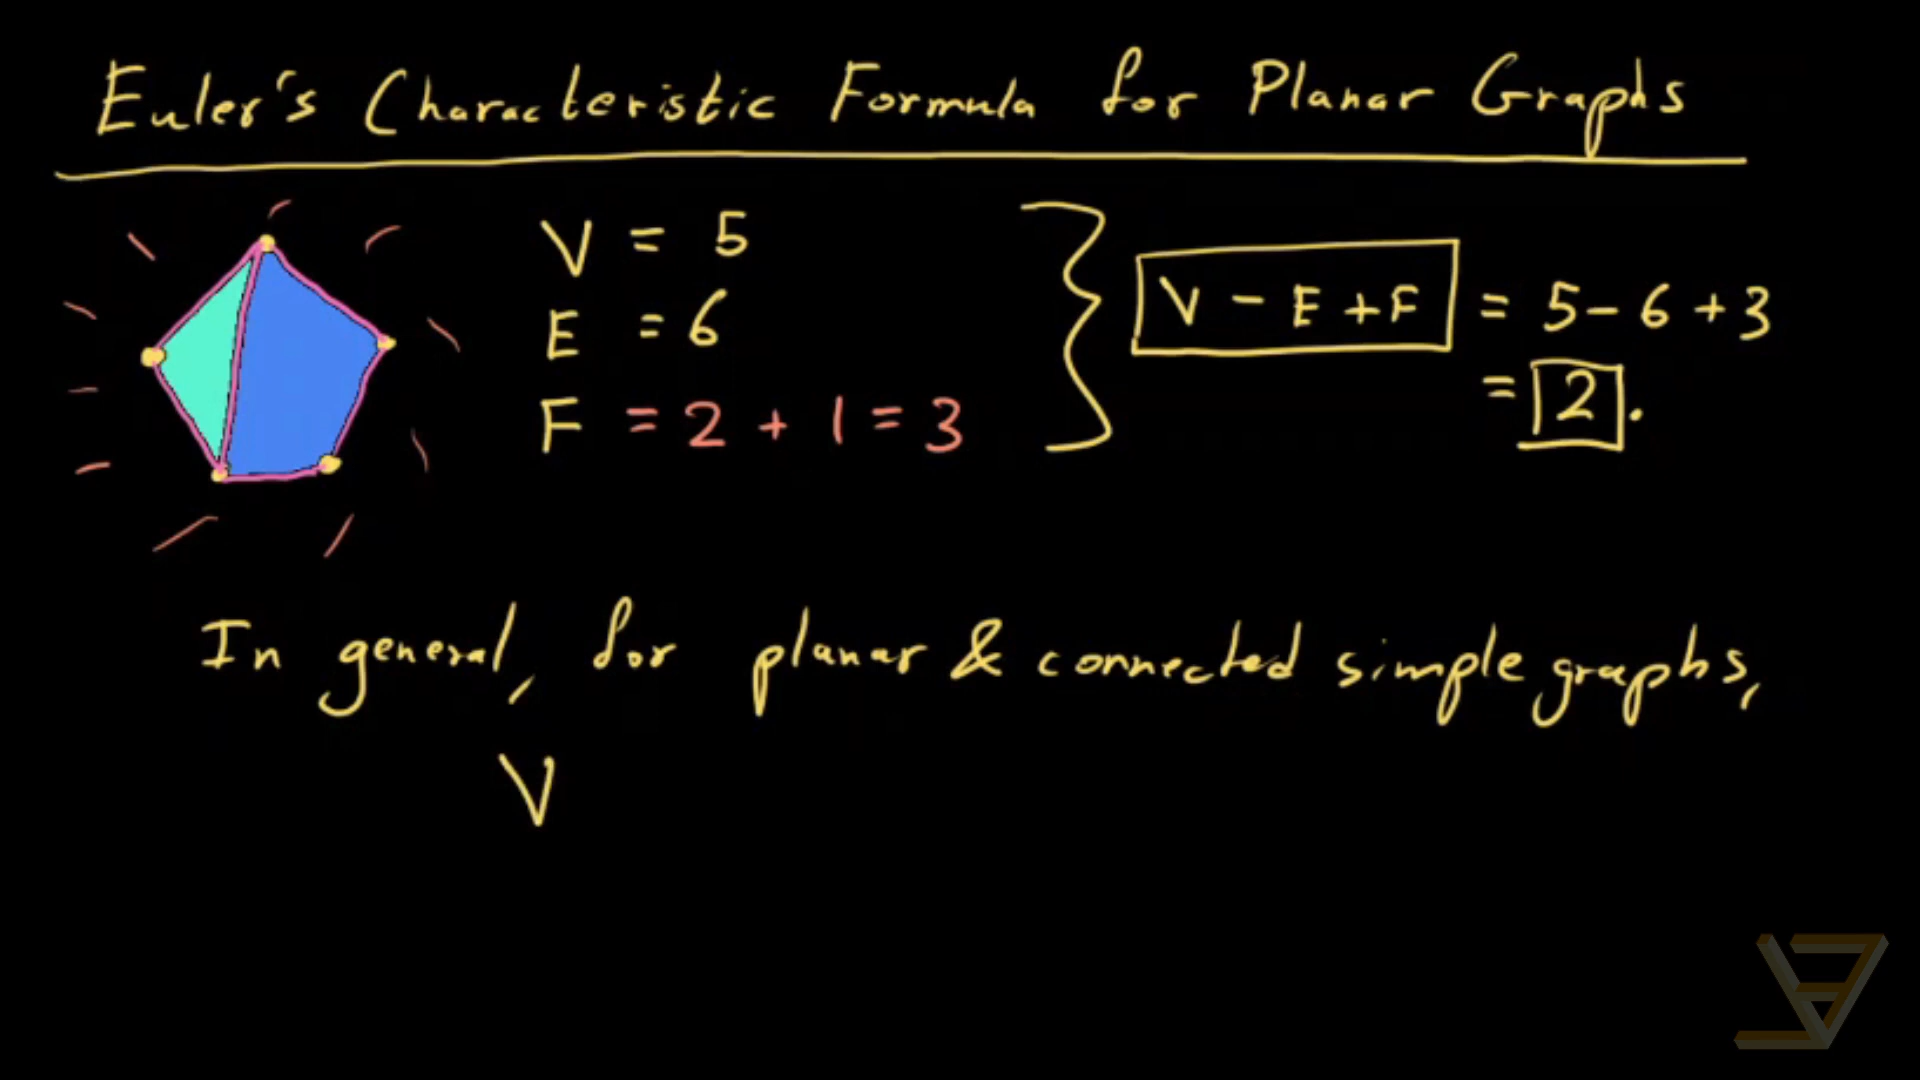 Euler's Characteristic Formula for Planar Graphs
V = 5
E = 6
F = 2 + 1 = 3
V - E + F = 5 - 6 + 3
= 2.
In general, for planar & connected simple graphs,
V